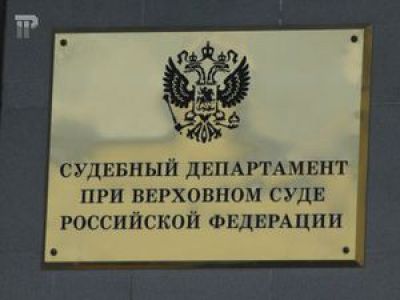 СУДЕБНЫЙ ДЕПАРТАМЕНТ
ПРИ ВЕРХОВНОМ СУДЕ
РОССИЙСКОЙ ФЕДЕРАЦИИ